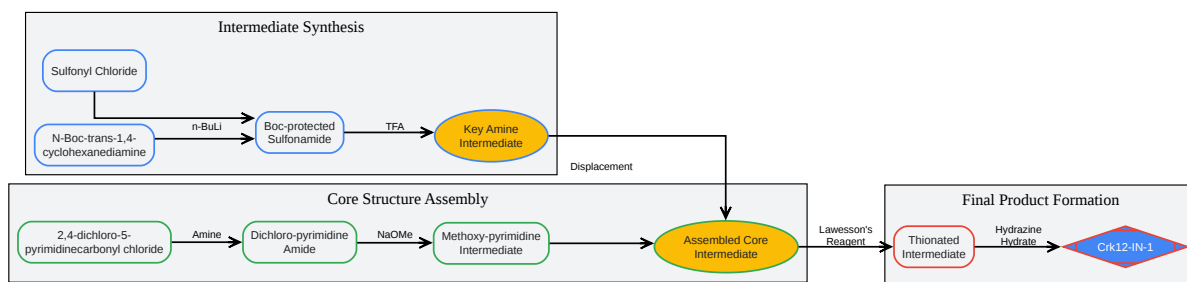 Intermediate Synthesis
Sulfonyl Chloride
n-BuLi
N-Boc-trans-1,4-
cyclohexanediamine
Boc-protected
Sulfonamide
TFA
Key Amine
Intermediate
Displacement
Core Structure Assembly
2,4-dichloro-5-
pyrimidinecarbonyl chloride
Amine
Dichloro-pyrimidine
Amide
NaOMe
Methoxy-pyrimidine
Intermediate
Assembled Core
Intermediate
Lawesson's
Reagent
Final Product Formation
Thionated
Intermediate
Hydrazine
Hydrate
Crk12-IN-1